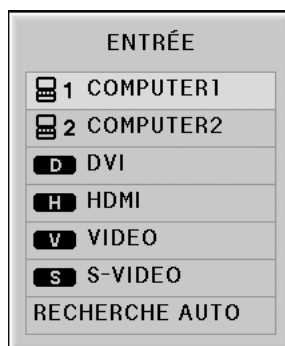 ENTRÉE
1 COMPUTER1
2 COMPUTER2
D DVI
H HDMI
V VIDEO
S S-VIDEO
RECHERCHE AUTO